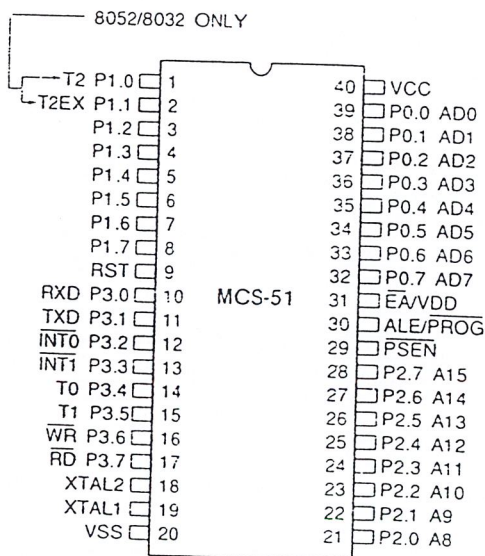 8052/8032 ONLY
T2 P1.0 1
T2EX P1.1 2
P1.2 3
P1.3 4
P1.4 5
P1.5 6
P1.6 7
P1.7 8
RST 9
RXD P3.0 10
TXD P3.1 11
INT0 P3.2 12
INT1 P3.3 13
T0 P3.4 14
T1 P3.5 15
WR P3.6 16
RD P3.7 17
XTAL2 18
XTAL1 19
VSS 20
MCS-51
40 VCC
39 P0.0 AD0
38 P0.1 AD1
37 P0.2 AD2
36 P0.3 AD3
35 P0.4 AD4
34 P0.5 AD5
33 P0.6 AD6
32 P0.7 AD7
31 EA/VDD
30 ALE/PROG
29 PSEN
28 P2.7 A15
27 P2.6 A14
26 P2.5 A13
25 P2.4 A12
24 P2.3 A11
23 P2.2 A10
22 P2.1 A9
21 P2.0 A8